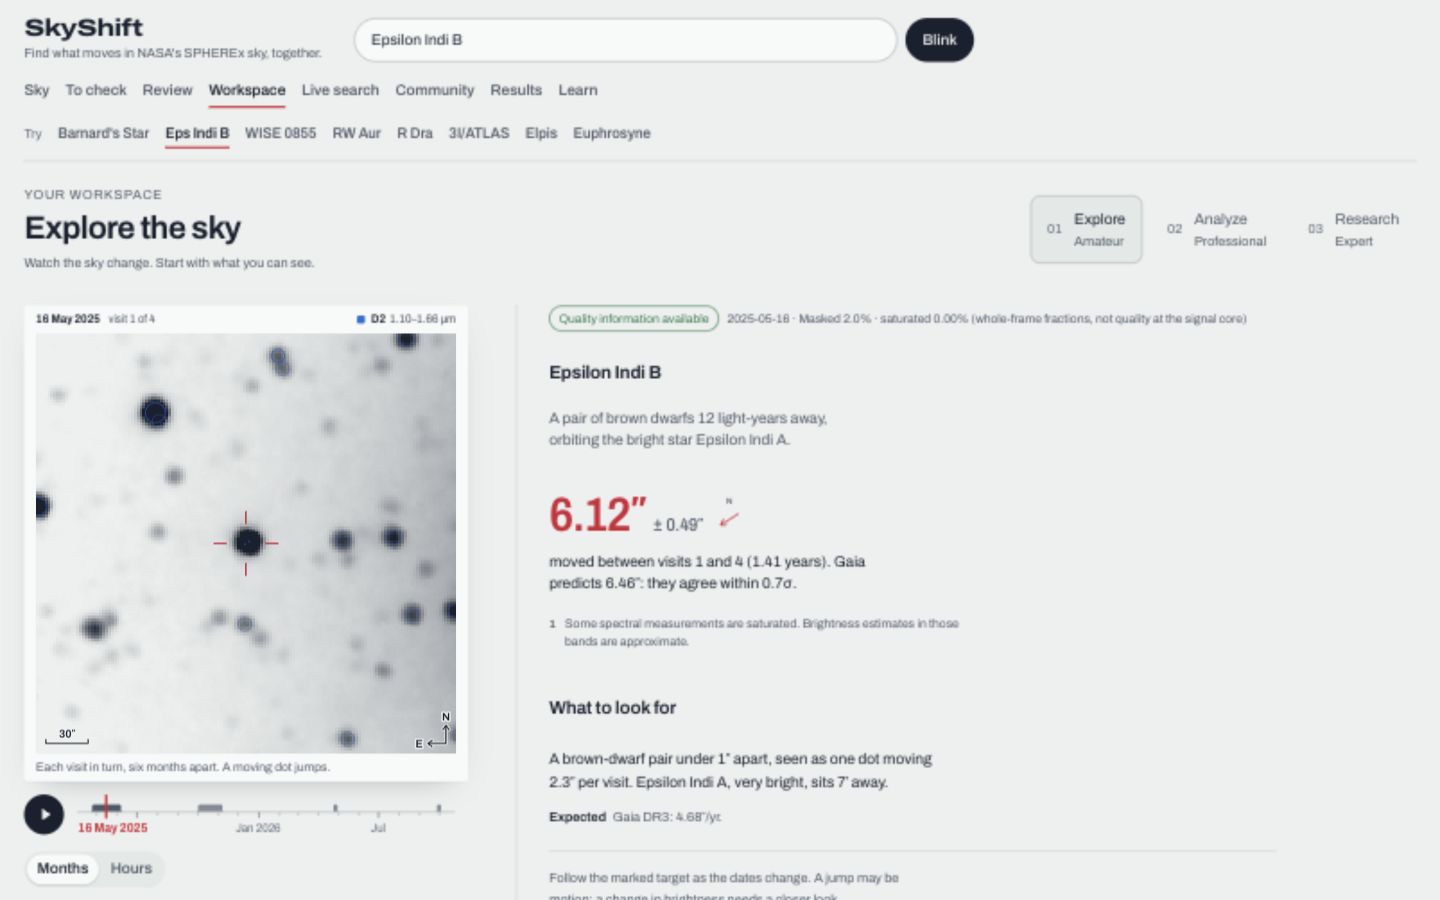 SkyShift
Find what moves in NASA's SPHEREx sky, together.
Epsilon Indi B
Blink
Sky To check Review Workspace Live search Community Results Learn
Try Barnard's Star Eps Indi B WISE 0855 RW Aur R Dra 3I/ATLAS Elpis Euphrosyne
YOUR WORKSPACE
Explore the sky
Watch the sky change. Start with what you can see.
01 Explore
Amateur
02 Analyze
Professional
03 Research
Expert
16 May 2025 visit 1 of 4
D2 1.10–1.66 µm
30″
N
E
Each visit in turn, six months apart. A moving dot jumps.
16 May 2025 Jan 2026 Jul
Months Hours
Quality information available 2025-05-16 · Masked 2.0% · saturated 0.00% (whole-frame fractions, not quality at the signal core)
Epsilon Indi B
A pair of brown dwarfs 12 light-years away,
orbiting the bright star Epsilon Indi A.
6.12″ ± 0.49″
N
moved between visits 1 and 4 (1.41 years). Gaia
predicts 6.46″: they agree within 0.7σ.
1 Some spectral measurements are saturated. Brightness estimates in those
bands are approximate.
What to look for
A brown-dwarf pair under 1″ apart, seen as one dot moving
2.3″ per visit. Epsilon Indi A, very bright, sits 7′ away.
Expected Gaia DR3: 4.68″/yr.
Follow the marked target as the dates change. A jump may be
motion; a change in brightness needs a closer look.